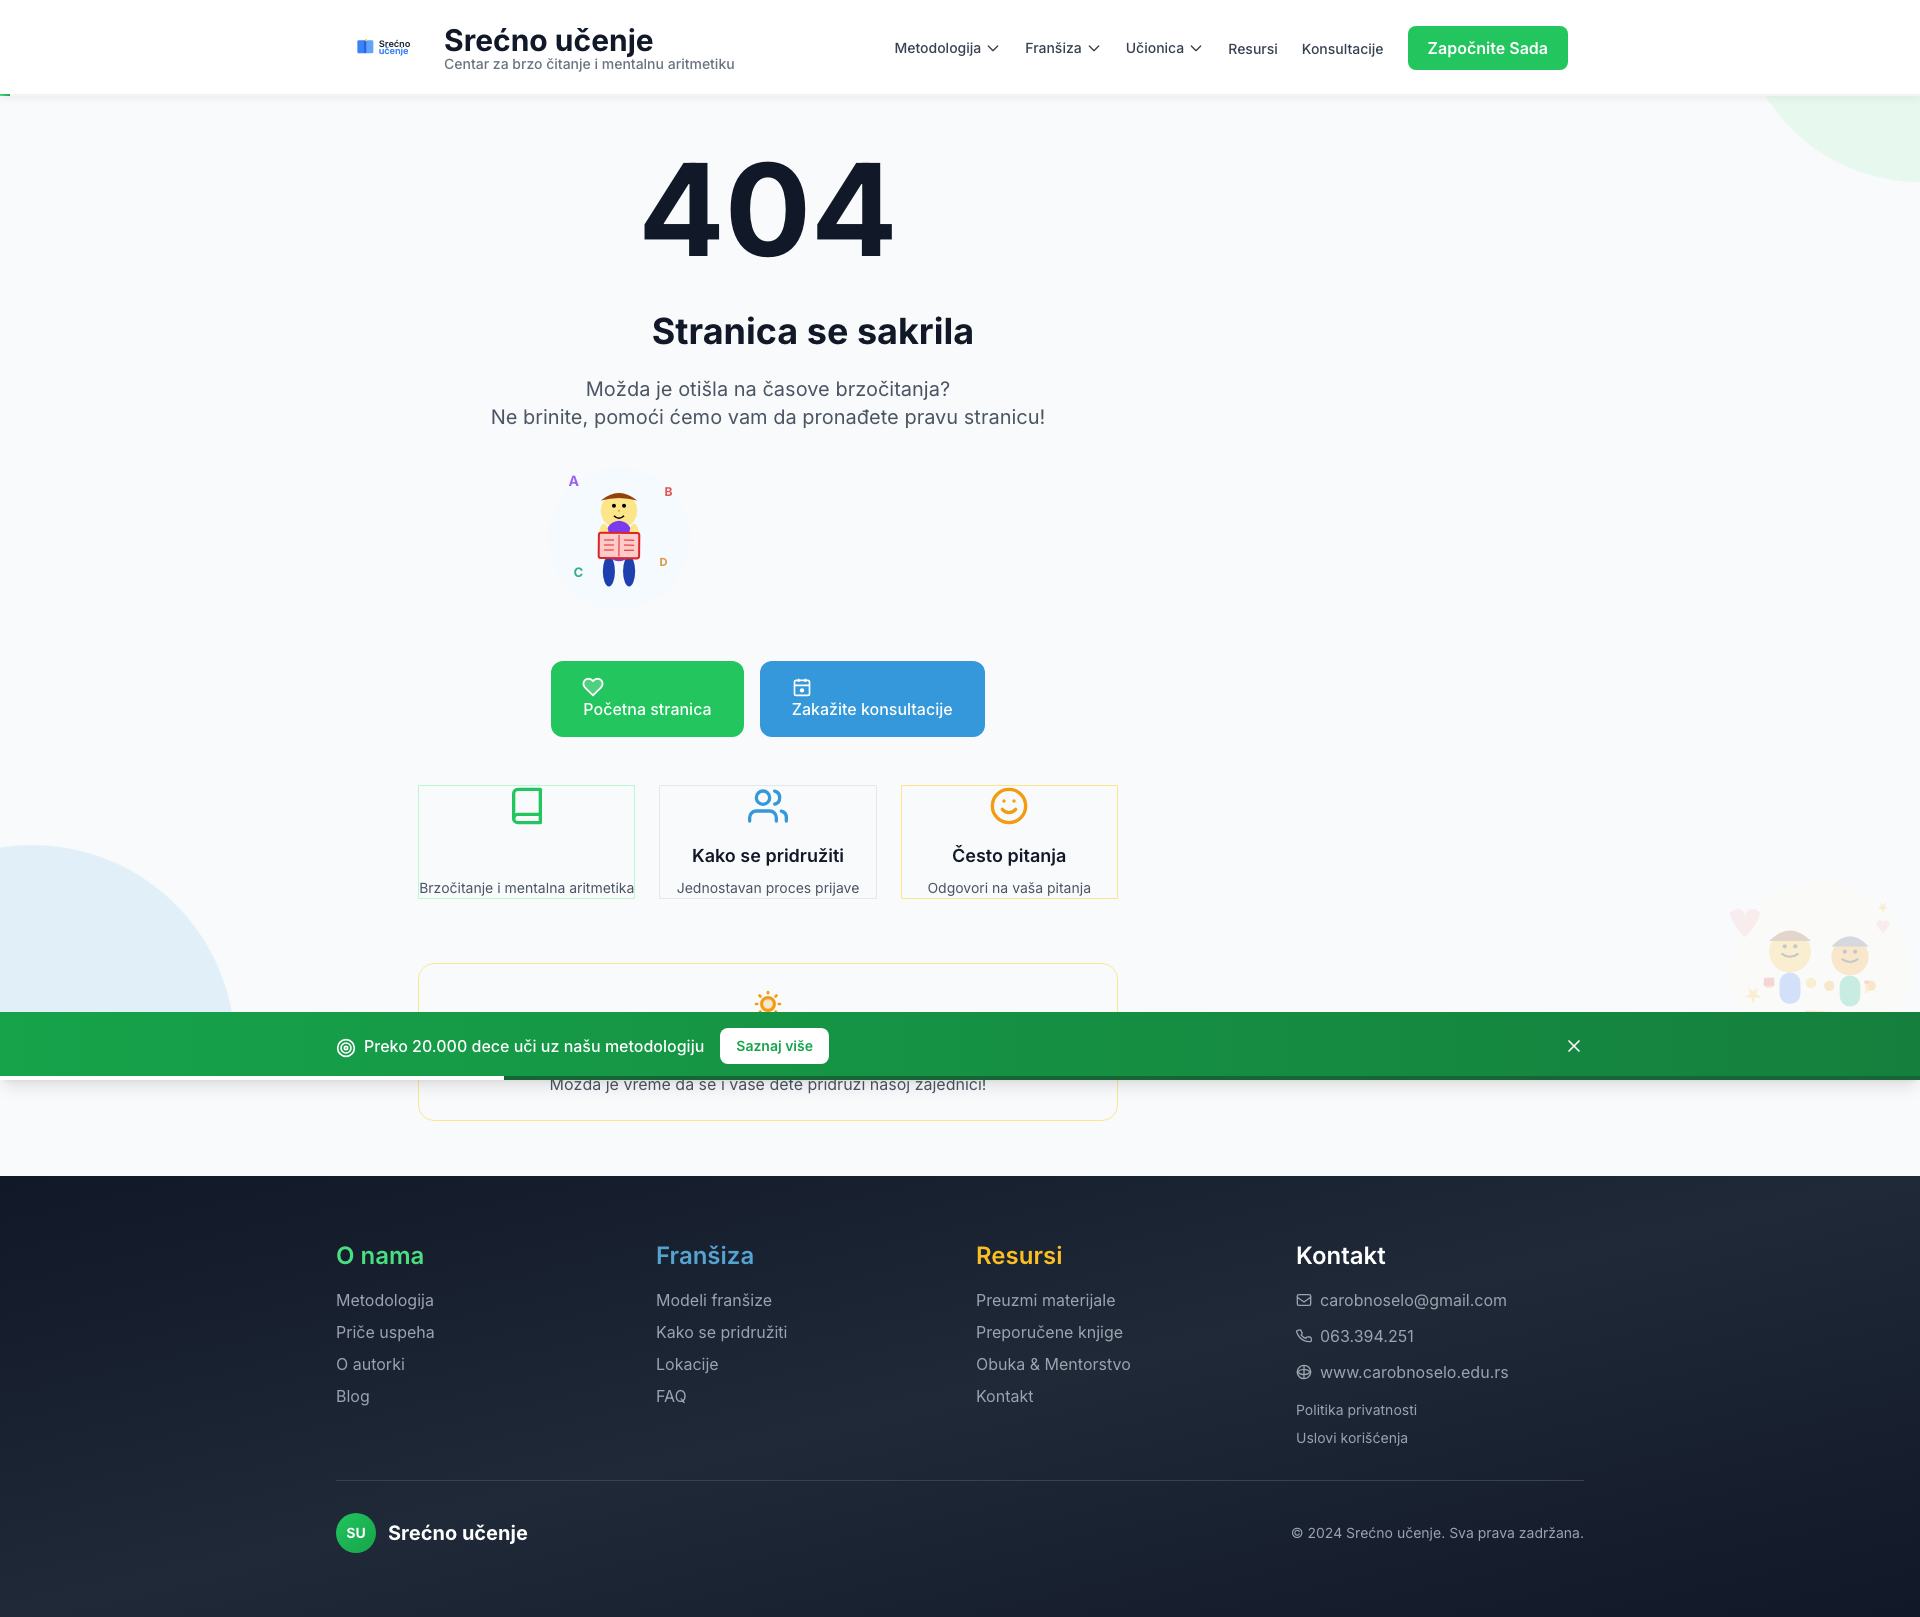 Srećno
učenje
Srećno učenje
Centar za brzo čitanje i mentalnu aritmetiku
Metodologija
Franšiza
Učionica
Resursi
Konsultacije
Započnite Sada
404
Stranica se sakrila
Možda je otišla na časove brzočitanja?
Ne brinite, pomoći ćemo vam da pronađete pravu stranicu!
A
B
C
D
Početna stranica
Zakažite konsultacije
Brzočitanje i mentalna aritmetika
Kako se pridružiti
Jednostavan proces prijave
Često pitanja
Odgovori na vaša pitanja
Preko 20.000 dece uči uz našu metodologiju
Saznaj više
Možda je vreme da se i vaše dete pridruži našoj zajednici!
O nama
Metodologija
Priče uspeha
O autorki
Blog
Franšiza
Modeli franšize
Kako se pridružiti
Lokacije
FAQ
Resursi
Preuzmi materijale
Preporučene knjige
Obuka & Mentorstvo
Kontakt
Kontakt
carobnoselo@gmail.com
063.394.251
www.carobnoselo.edu.rs
Politika privatnosti
Uslovi korišćenja
SU
Srećno učenje
© 2024 Srećno učenje. Sva prava zadržana.